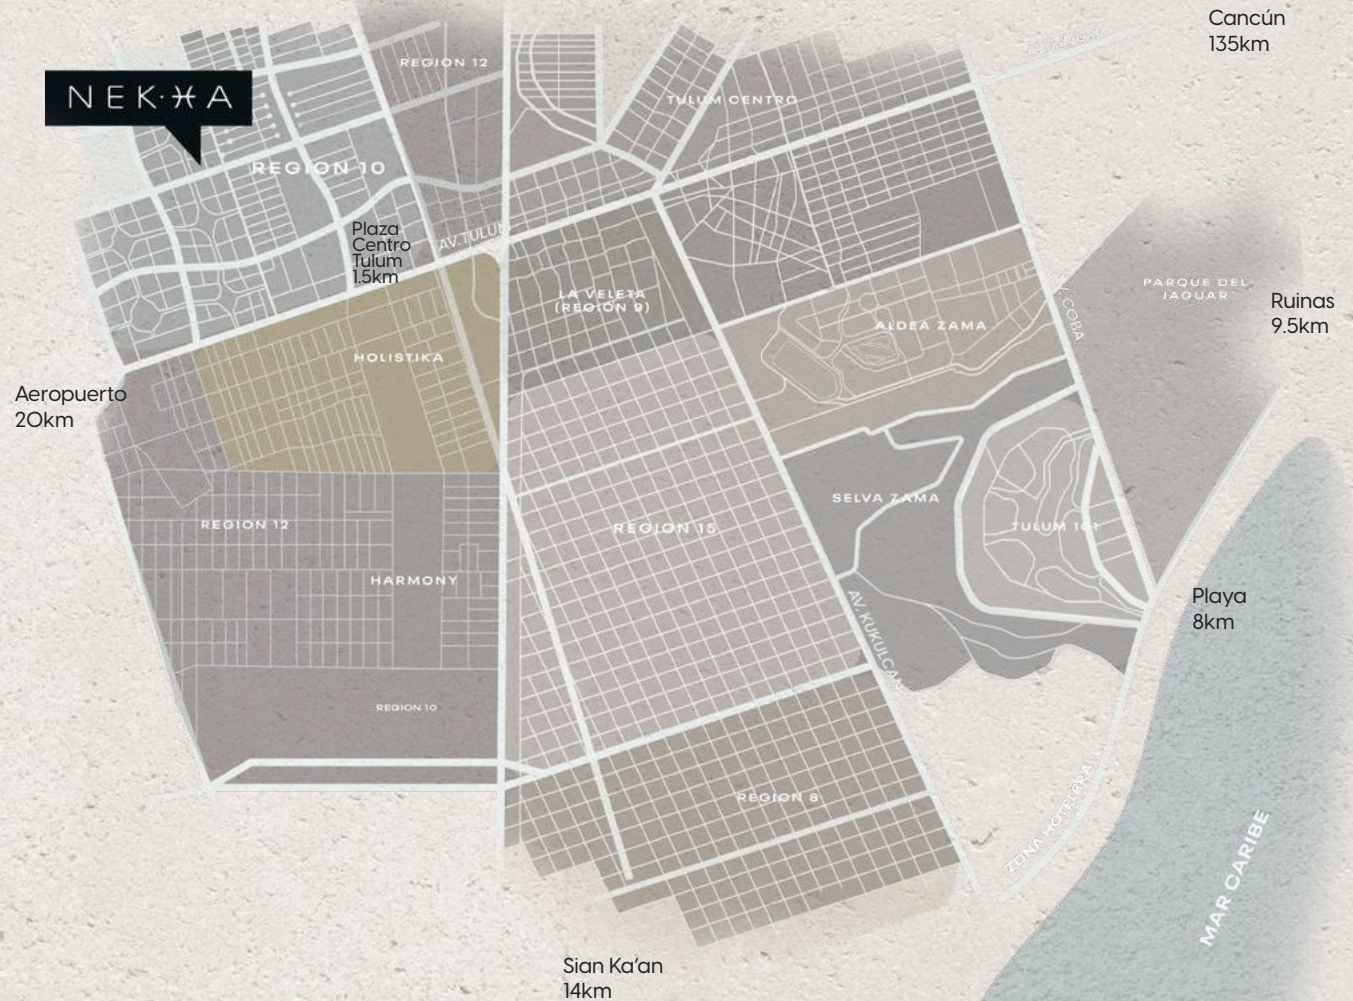 Cancún
135km
REGION 12
NEK·HA
TULUM CENTRO
REGION 10
Plaza
Centro
Tulum
1.5km
AV.TULUM
LA VELETA
(REGIÓN 9)
PARQUE DEL
JAGUAR
Ruinas
9.5km
AV. COBA
ALDEA ZAMA
HOLISTIKA
Aeropuerto
20km
SELVA ZAMA
REGION 12
REGION 15
TULUM 101
HARMONY
Playa
8km
AV. KUKULCAN
REGION 10
REGION 8
ZONA HOTELERA
MAR CARIBE
Sian Ka'an
14km